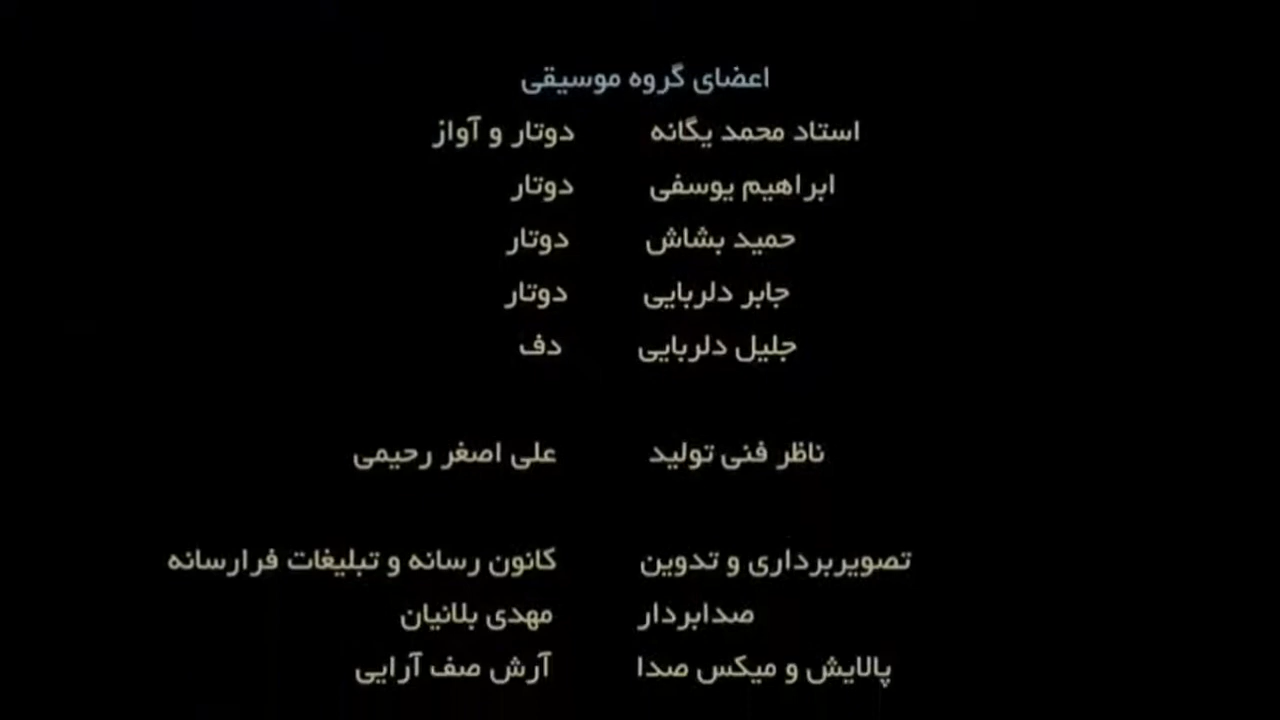 اعضای گروه موسیقی
استاد محمد یگانه دوتار و آواز
ابراهیم یوسفی دوتار
حمید بشاش دوتار
جابر دلربایی دوتار
جلیل دلربایی دف
ناظر فنی تولید علی اصغر رحیمی
تصویربرداری و تدوین کانون رسانه و تبلیغات فرارسانه
صدابردار مهدی بلانیان
پالایش و میکس صدا آرش صف آرایی